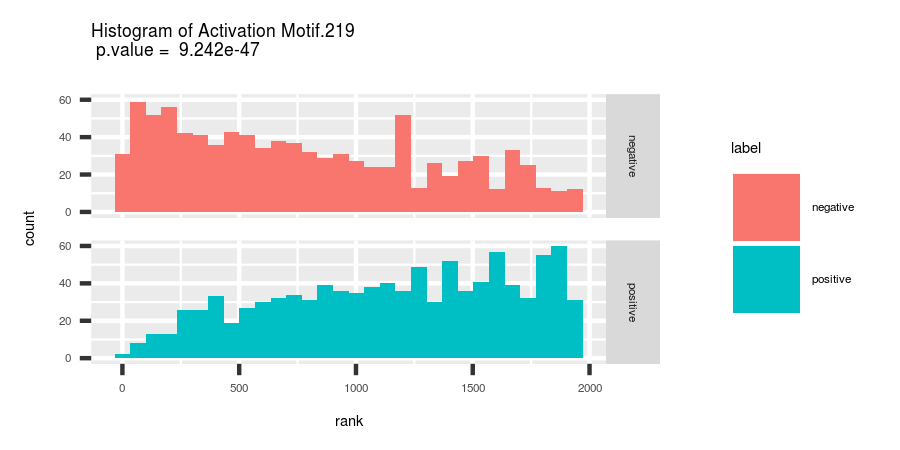 Histogram of Activation Motif.219
p.value =  9.242e-47
count
60
40
20
0
negative
60
40
20
0
positive
0 500 1000 1500 2000
rank
label
negative
positive